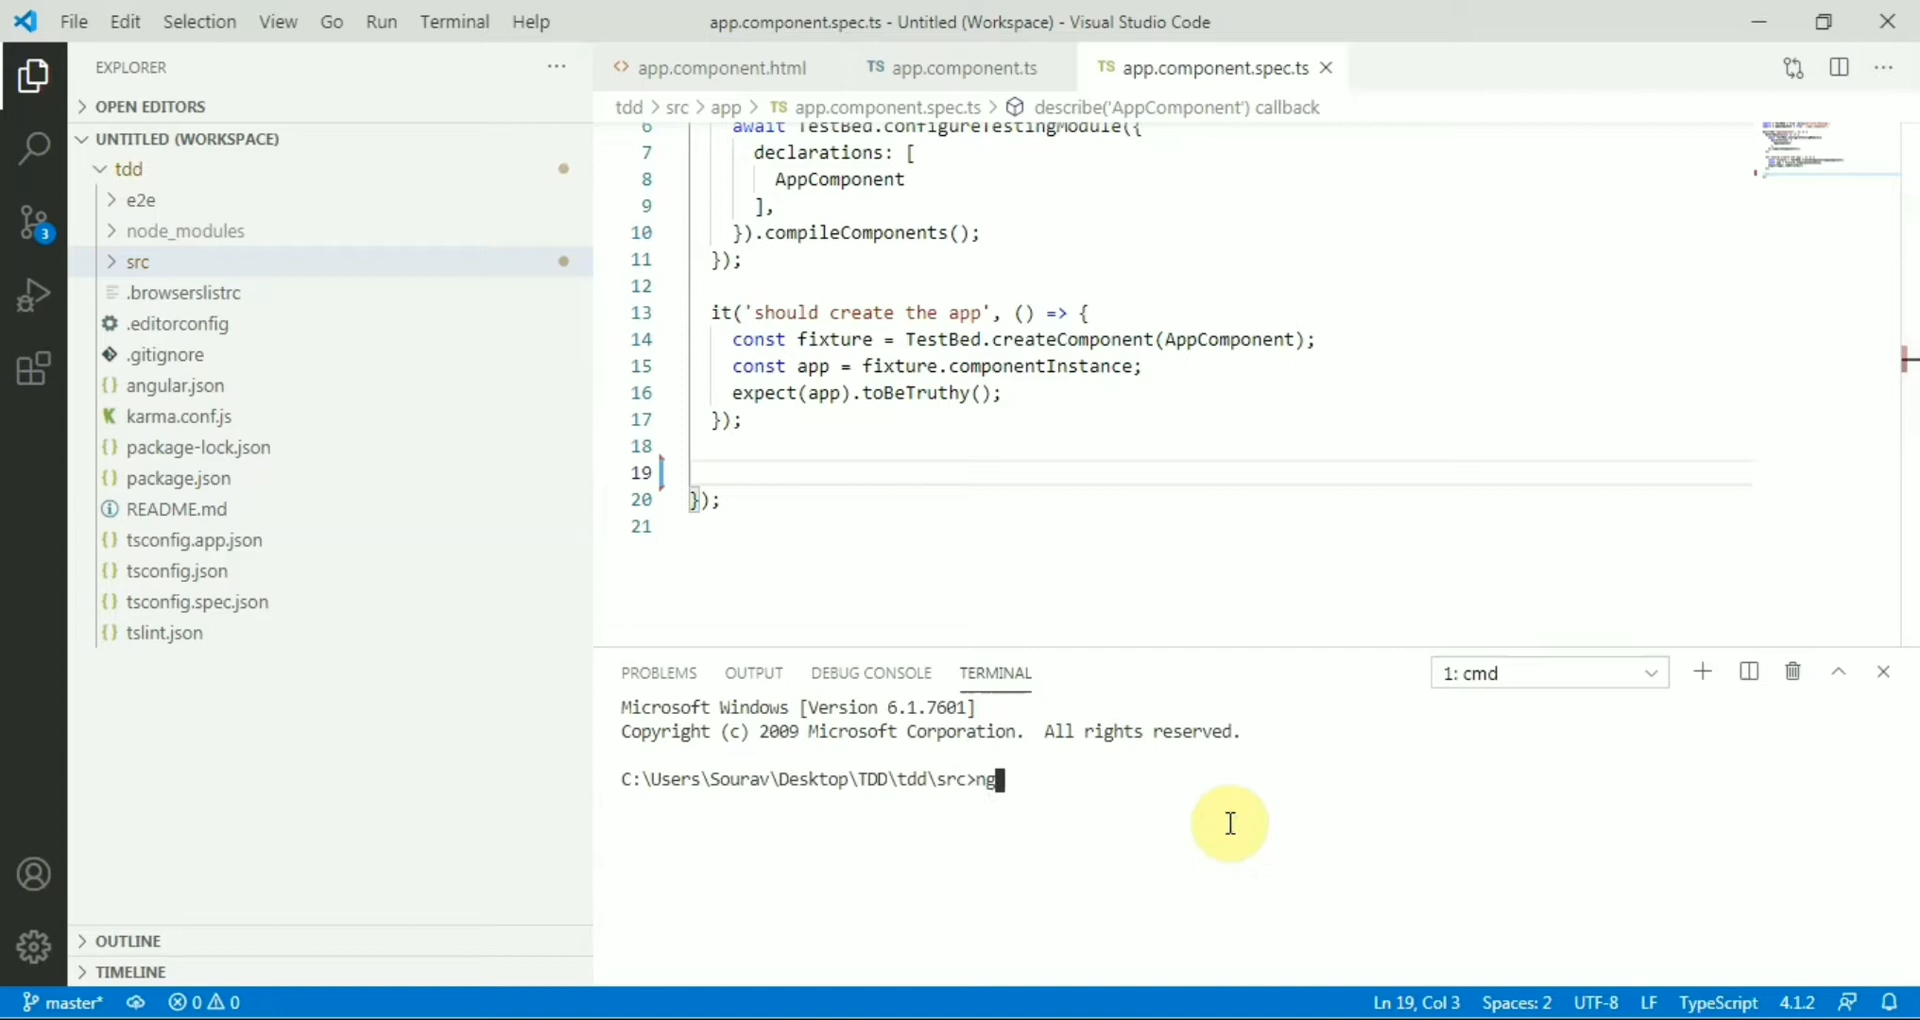 File Edit Selection View Go Run Terminal Help
app.component.spec.ts - Untitled (Workspace) - Visual Studio Code
EXPLORER
OPEN EDITORS
UNTITLED (WORKSPACE)
tdd
e2e
node_modules
src
.browserslistrc
.editorconfig
.gitignore
angular.json
karma.conf.js
package-lock.json
package.json
README.md
tsconfig.app.json
tsconfig.json
tsconfig.spec.json
tslint.json
OUTLINE
TIMELINE
3
<> app.component.html TS app.component.ts TS app.component.spec.ts
tdd > src > app > TS app.component.spec.ts > describe('AppComponent') callback
6 await TestBed.configureTestingModule({
7 declarations: [
8 AppComponent
9 ],
10 }).compileComponents();
11 });
12
13 it('should create the app', () => {
14 const fixture = TestBed.createComponent(AppComponent);
15 const app = fixture.componentInstance;
16 expect(app).toBeTruthy();
17 });
18
19
20 });
21
PROBLEMS OUTPUT DEBUG CONSOLE TERMINAL 1: cmd
Microsoft Windows [Version 6.1.7601]
Copyright (c) 2009 Microsoft Corporation. All rights reserved.
C:\Users\Sourav\Desktop\TDD\tdd\src>ng
master* 0 0 Ln 19, Col 3 Spaces: 2 UTF-8 LF TypeScript 4.1.2